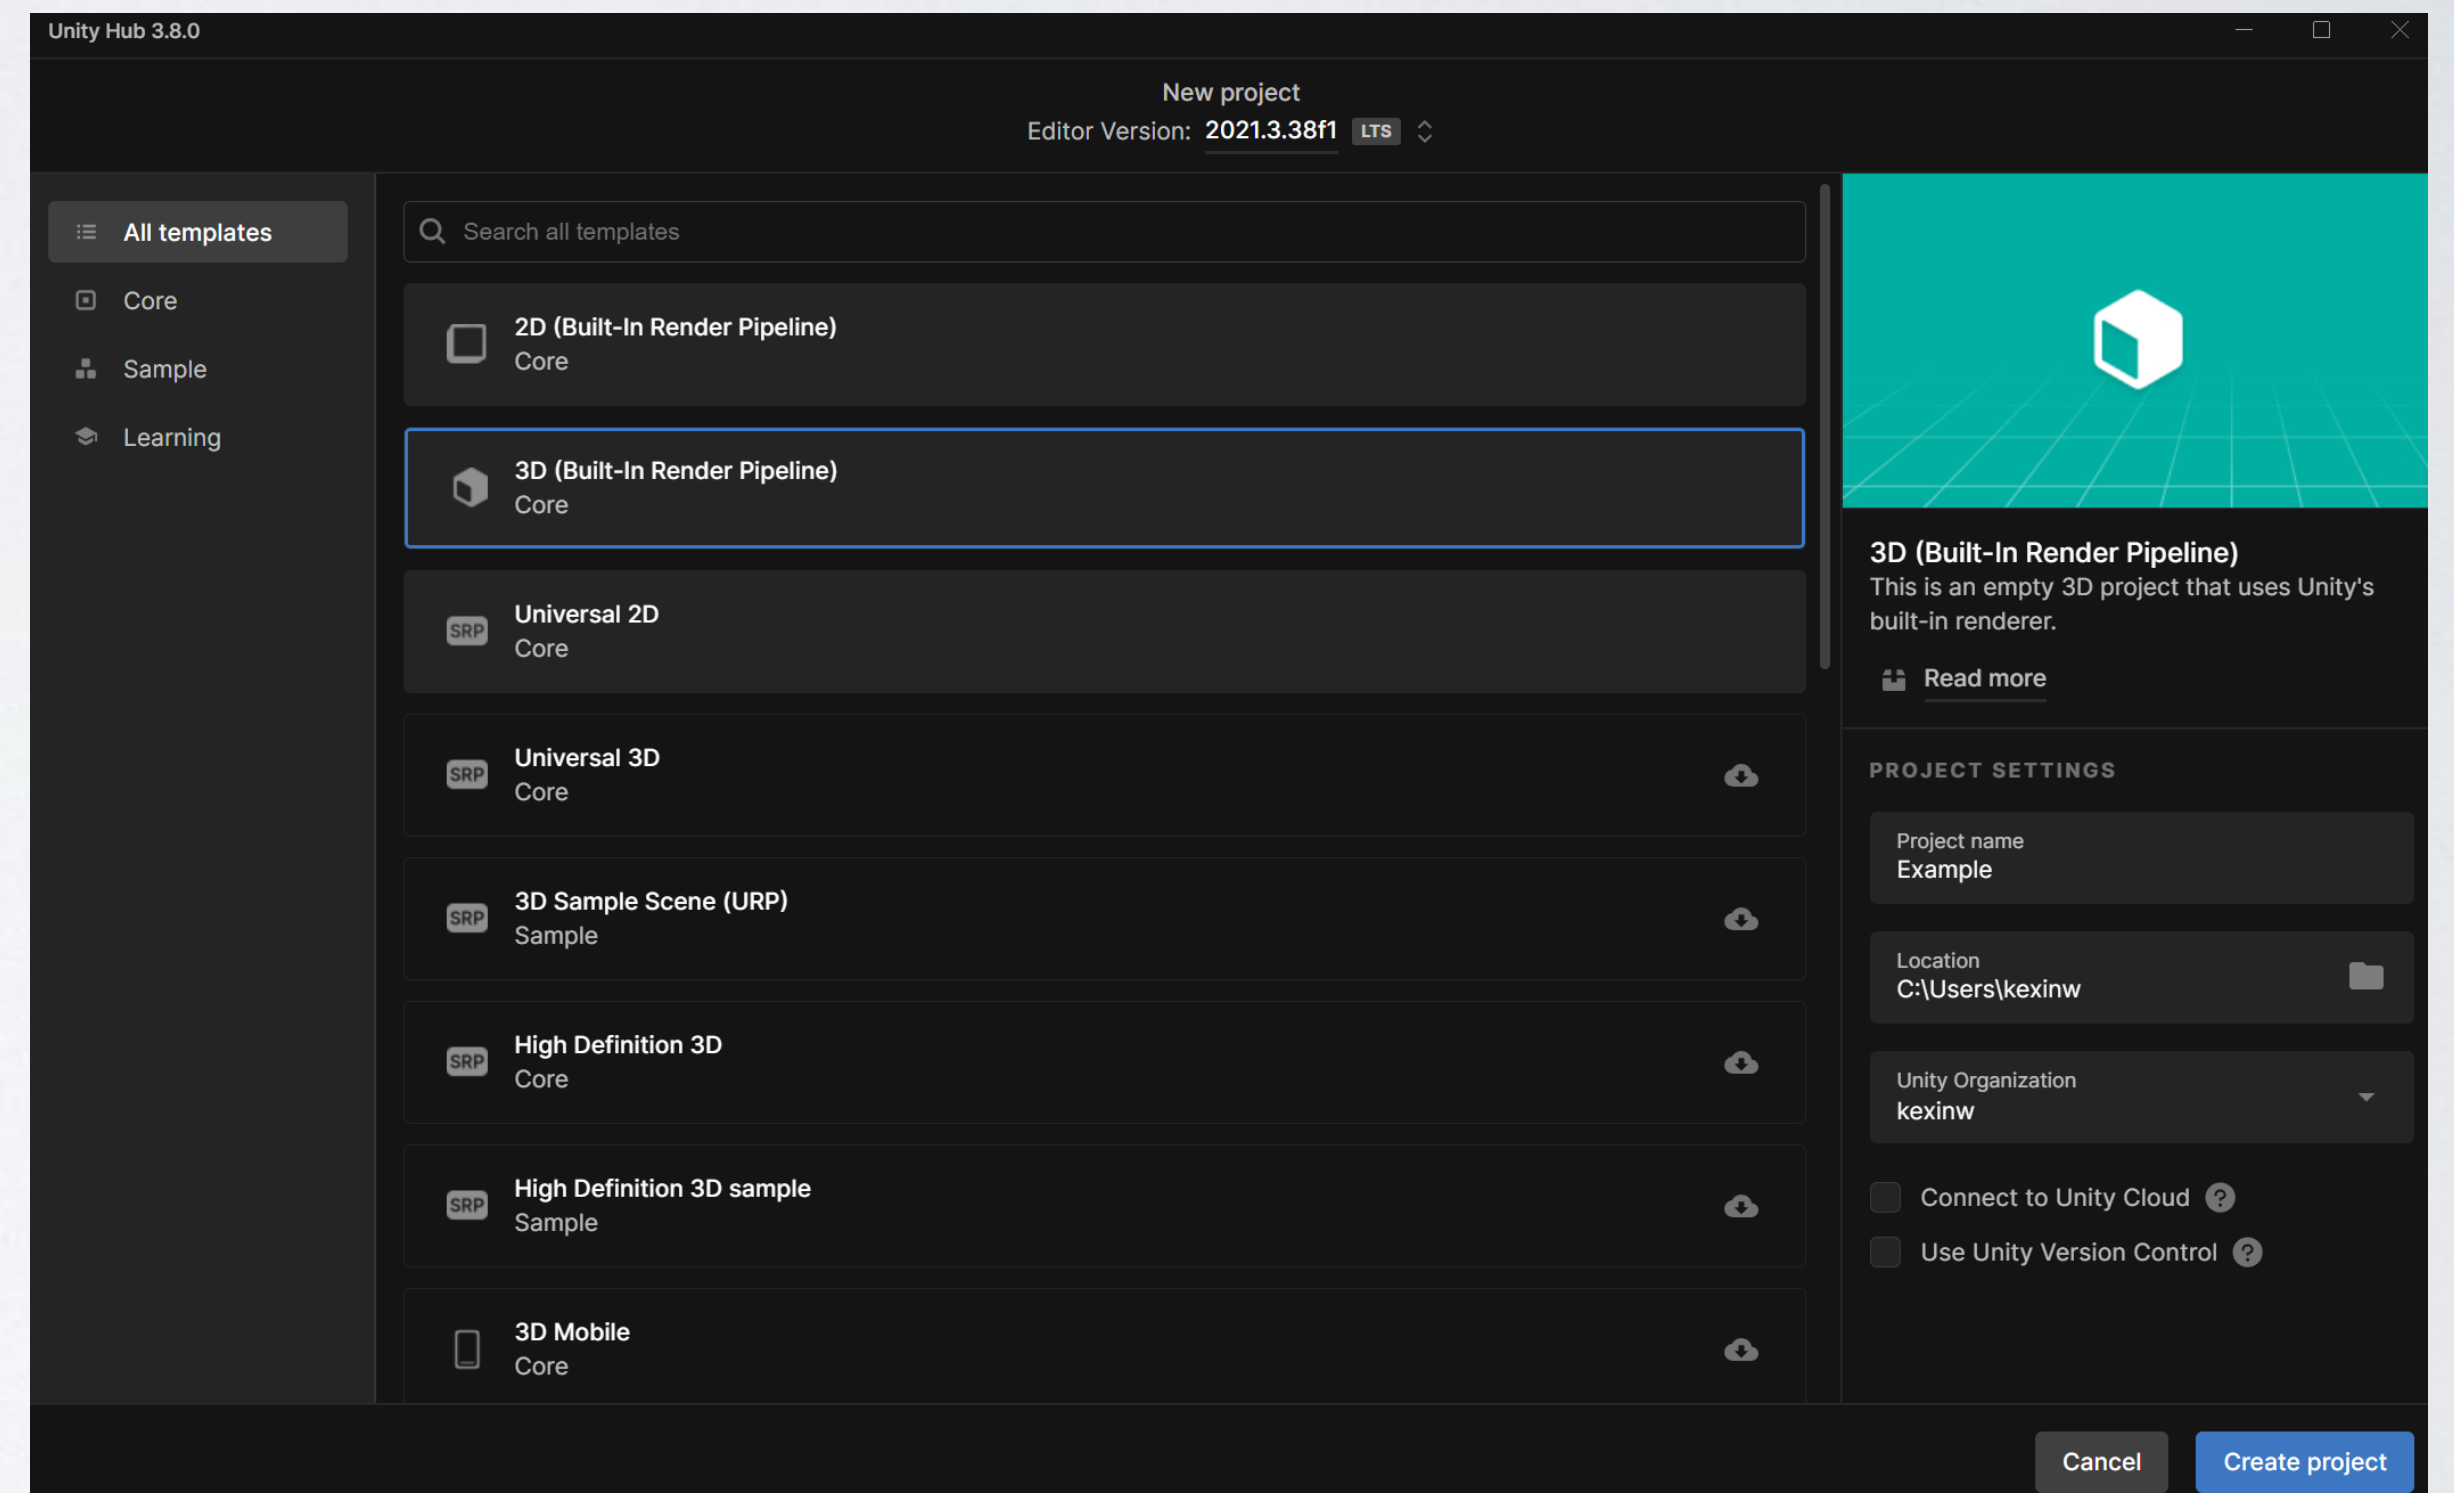 Unity Hub 3.8.0
New project
Editor Version: 2021.3.38f1 LTS
All templates
Core
Sample
Learning
Search all templates
2D (Built-In Render Pipeline)
Core
3D (Built-In Render Pipeline)
Core
SRP
Universal 2D
Core
SRP
Universal 3D
Core
SRP
3D Sample Scene (URP)
Sample
SRP
High Definition 3D
Core
SRP
High Definition 3D sample
Sample
3D Mobile
Core
3D (Built-In Render Pipeline)
This is an empty 3D project that uses Unity's
built-in renderer.
Read more
PROJECT SETTINGS
Project name
Example
Location
C:\Users\kexinw
Unity Organization
kexinw
Connect to Unity Cloud ?
Use Unity Version Control ?
Cancel
Create project